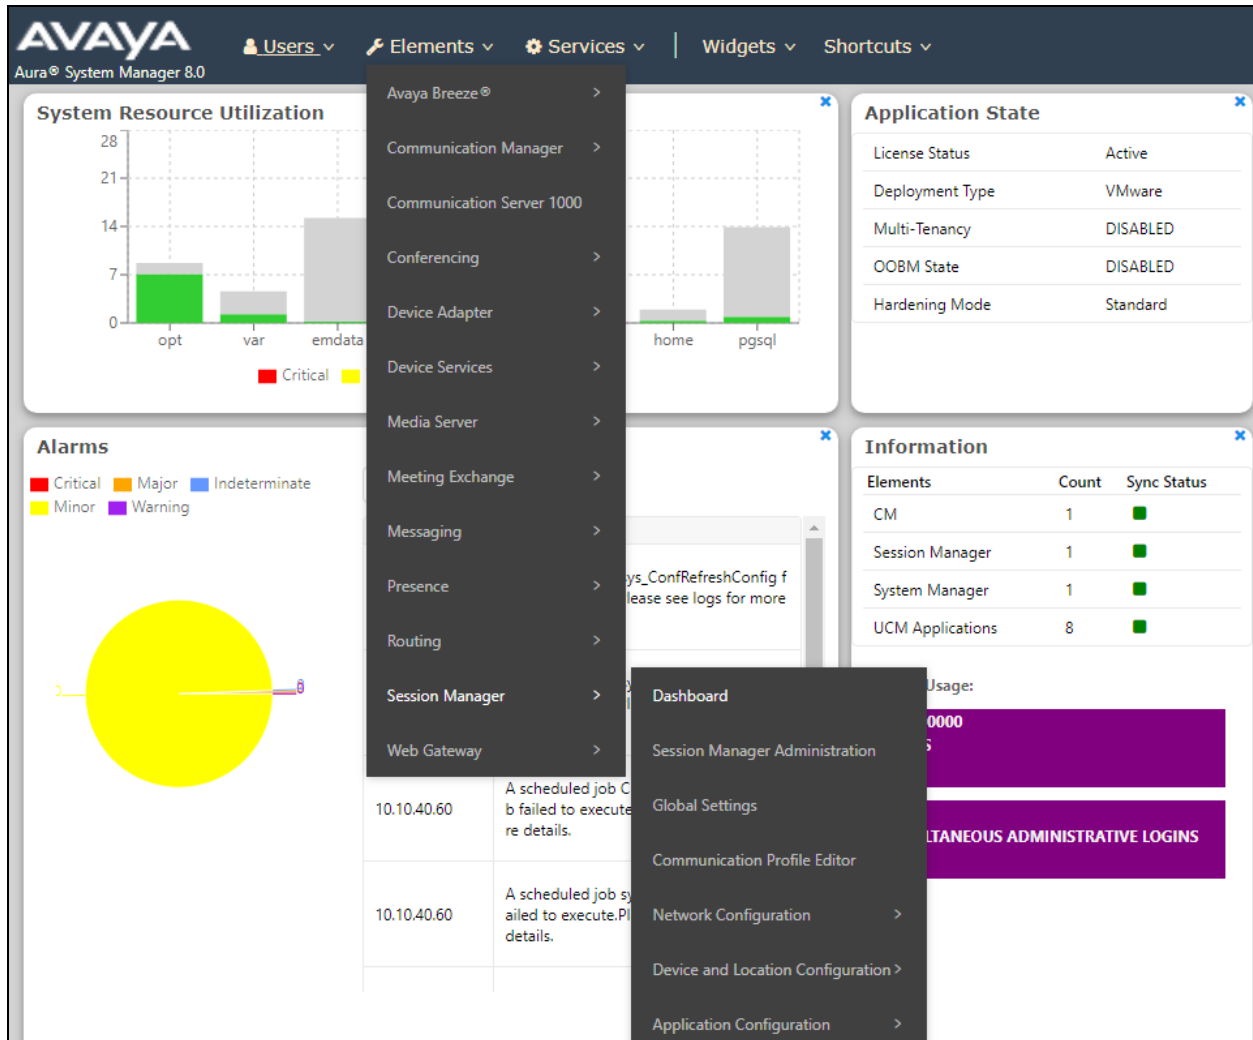 AVAYA
Aura® System Manager 8.0
Users
Elements
Services
Widgets
Shortcuts
System Resource Utilization
28
21
14
7
0
opt
var
emdata
home
pgsql
Critical
Avaya Breeze®
Communication Manager
Communication Server 1000
Conferencing
Device Adapter
Device Services
Media Server
Meeting Exchange
Messaging
Presence
Routing
Session Manager
Web Gateway
Dashboard
Session Manager Administration
Global Settings
Communication Profile Editor
Network Configuration
Device and Location Configuration
Application Configuration
Application State
License Status Active
Deployment Type VMware
Multi-Tenancy DISABLED
OOBM State DISABLED
Hardening Mode Standard
Alarms
Critical Major Indeterminate
Minor Warning
ys_ConfRefreshConfig f
lease see logs for more
10.10.40.60
A scheduled job C
b failed to execute
re details.
10.10.40.60
A scheduled job sy
ailed to execute.Pl
details.
Information
Elements Count Sync Status
CM 1
Session Manager 1
System Manager 1
UCM Applications 8
Usage:
0000
S
LTANEOUS ADMINISTRATIVE LOGINS